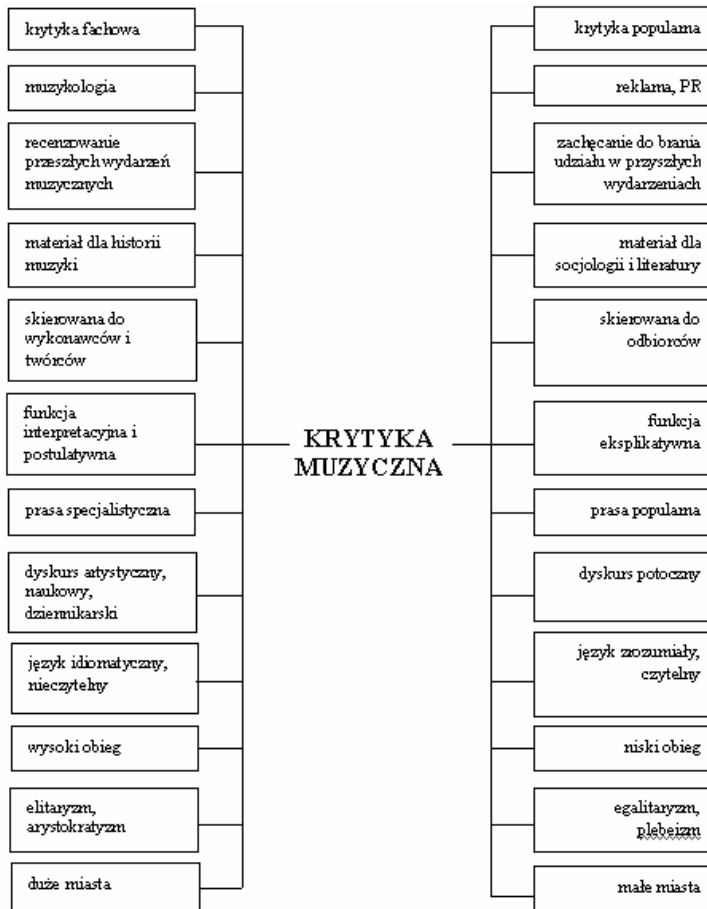 krytyka fachowa
muzykologia
recenzowanie
przeszłych wydarzeń
muzycznych
materiał dla historii
muzyki
skierowana do
wykonawców i
twórców
funkcja
interpretacyjna i
postulatywna
prasa specjalistyczna
dyskurs artystyczny,
naukowy,
dziennikarski
język idiomatyczny,
nieczytelny
wysoki obieg
elitaryzm,
arystokratyzm
duże miasta
KRYTYKA
MUZYCZNA
krytyka popularna
reklama, PR
zachęcanie do brania
udziału w przyszłych
wydarzeniach
materiał dla
socjologii i literatury
skierowana do
odbiorców
funkcja
eksplikatywna
prasa popularna
dyskurs potoczny
język zrozumiały,
czytelny
niski obieg
egalitaryzm,
plebeizm
małe miasta